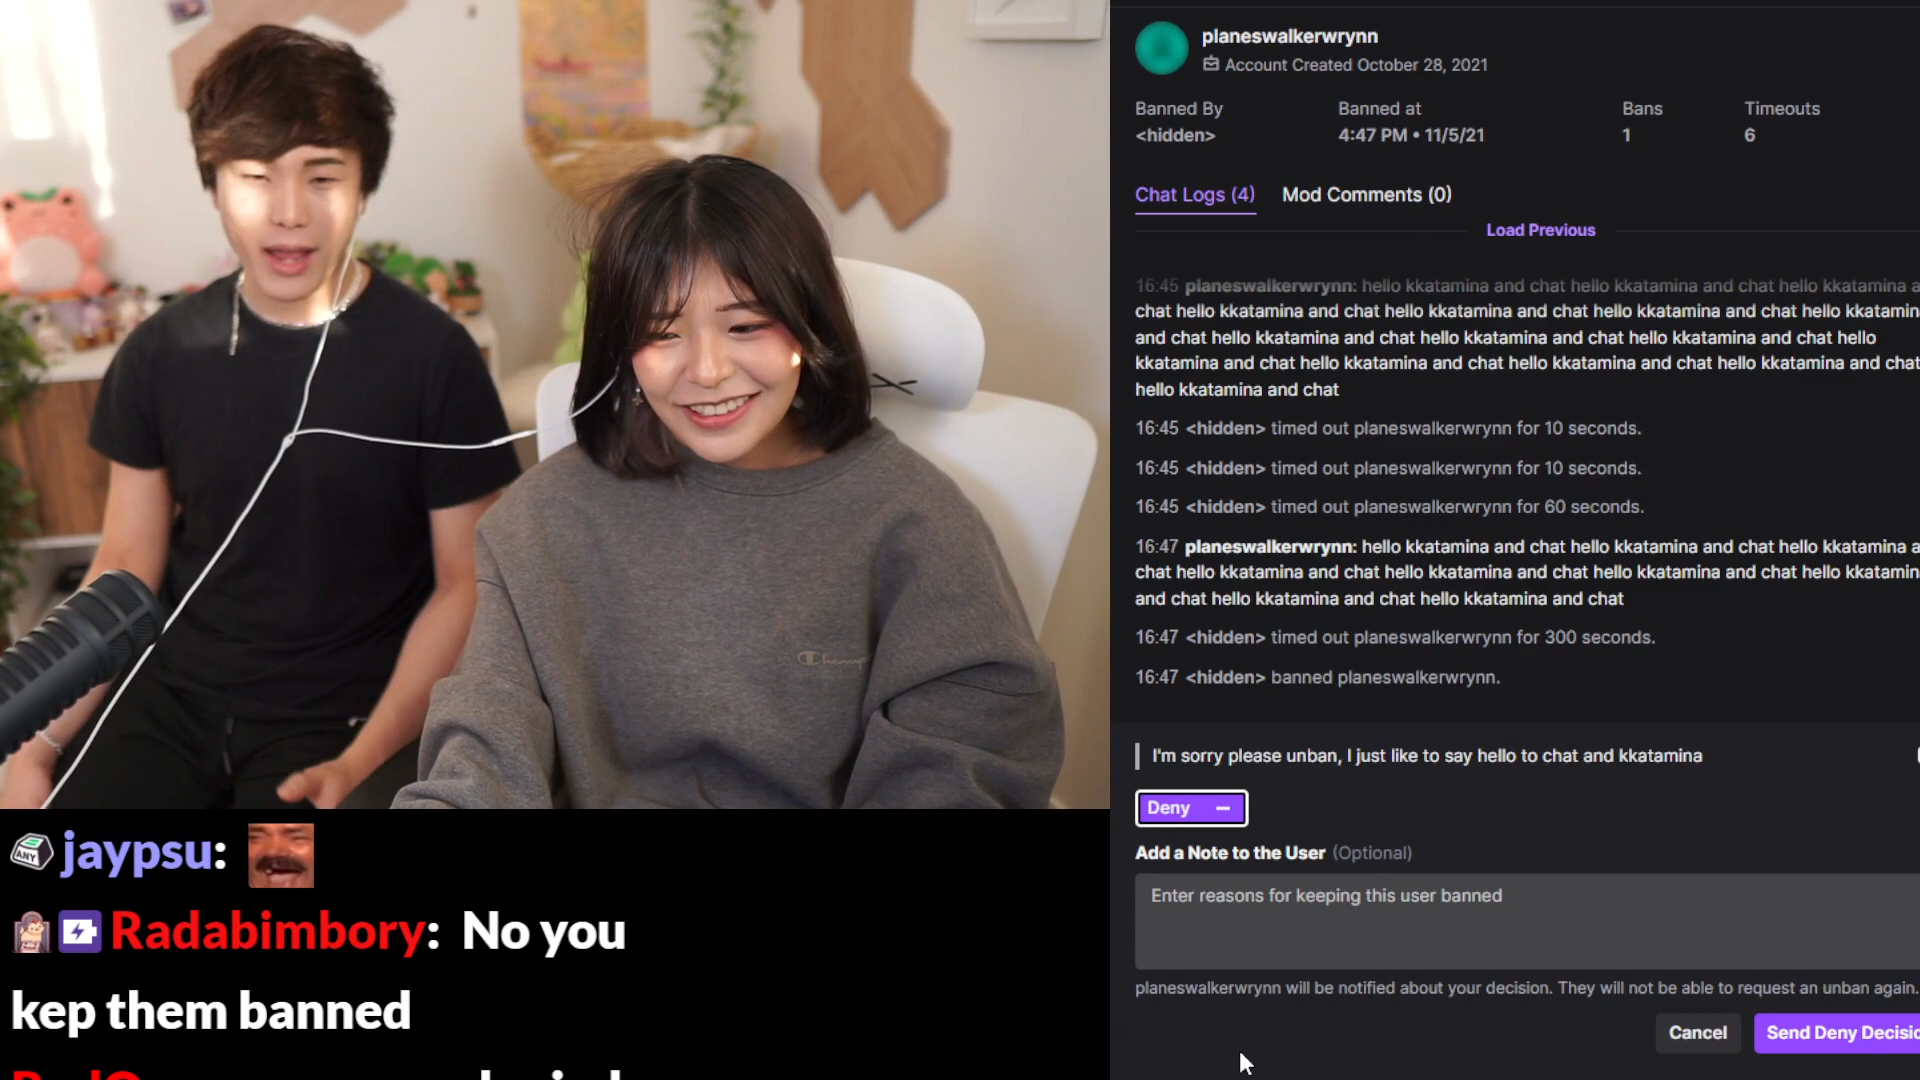 planeswalkerwrynn
Account Created October 28, 2021
Banned By Banned at Bans Timeouts
<hidden> 4:47 PM • 11/5/21 1 6
Chat Logs (4) Mod Comments (0)
Load Previous
16:45 planeswalkerwrynn: hello kkatamina and chat hello kkatamina and chat hello kkatamina a
chat hello kkatamina and chat hello kkatamina and chat hello kkatamina and chat hello kkatamin
and chat hello kkatamina and chat hello kkatamina and chat hello kkatamina and chat hello
kkatamina and chat hello kkatamina and chat hello kkatamina and chat hello kkatamina and chat
hello kkatamina and chat
16:45 <hidden> timed out planeswalkerwrynn for 10 seconds.
16:45 <hidden> timed out planeswalkerwrynn for 10 seconds.
16:45 <hidden> timed out planeswalkerwrynn for 60 seconds.
16:47 planeswalkerwrynn: hello kkatamina and chat hello kkatamina and chat hello kkatamina a
chat hello kkatamina and chat hello kkatamina and chat hello kkatamina and chat hello kkatamin
and chat hello kkatamina and chat hello kkatamina and chat
16:47 <hidden> timed out planeswalkerwrynn for 300 seconds.
16:47 <hidden> banned planeswalkerwrynn.
I'm sorry please unban, I just like to say hello to chat and kkatamina
Deny
Add a Note to the User (Optional)
Enter reasons for keeping this user banned
planeswalkerwrynn will be notified about your decision. They will not be able to request an unban again.
Cancel Send Deny Decisio
Champ
ANY jaypsu:
Radabimbory: No you
kep them banned